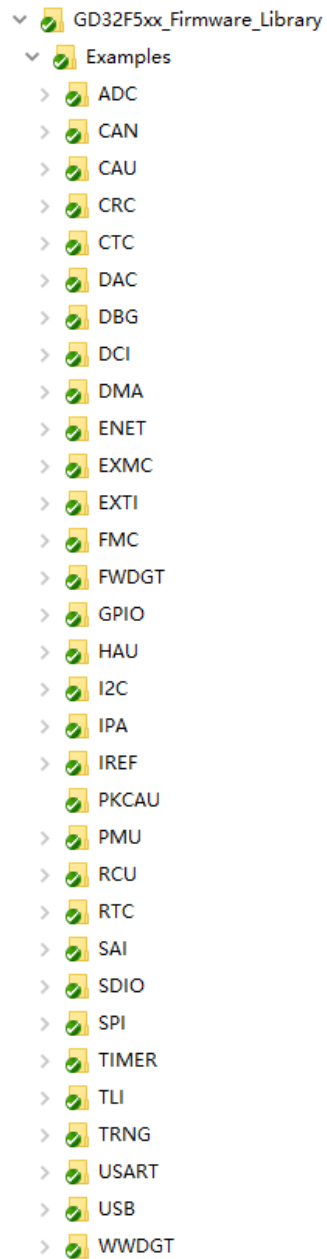 GD32F5xx_Firmware_Library
Examples
ADC
CAN
CAU
CRC
CTC
DAC
DBG
DCI
DMA
ENET
EXMC
EXTI
FMC
FWDGT
GPIO
HAU
I2C
IPA
IREF
PKCAU
PMU
RCU
RTC
SAI
SDIO
SPI
TIMER
TLI
TRNG
USART
USB
WWDGT